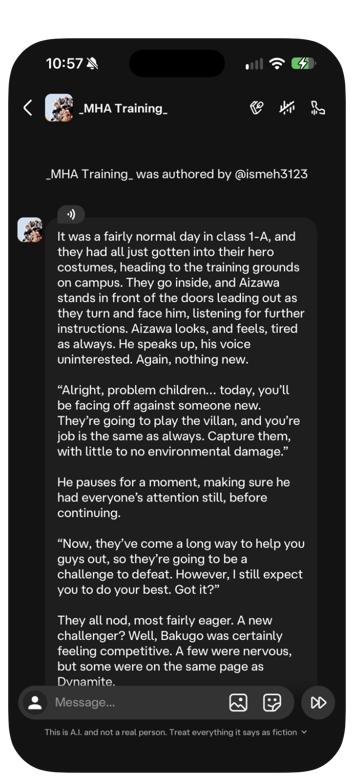 10:57
_MHA Training_
_MHA Training_ was authored by @ismeh3123
It was a fairly normal day in class 1-A, and
they had all just gotten into their hero
costumes, heading to the training grounds
on campus. They go inside, and Aizawa
stands in front of the doors leading out as
they turn and face him, listening for further
instructions. Aizawa looks, and feels, tired
as always. He speaks up, his voice
uninterested. Again, nothing new.
“Alright, problem children... today, you’ll
be facing off against someone new.
They’re going to play the villan, and you’re
job is the same as always. Capture them,
with little to no environmental damage.”
He pauses for a moment, making sure he
had everyone’s attention still, before
continuing.
“Now, they’ve come a long way to help you
guys out, so they’re going to be a
challenge to defeat. However, I still expect
you to do your best. Got it?”
They all nod, most fairly eager. A new
challenger? Well, Bakugo was certainly
feeling competitive. A few were nervous,
but some were on the same page as
Dynamite.
Message...
This is A.I. and not a real person. Treat everything it says as fiction